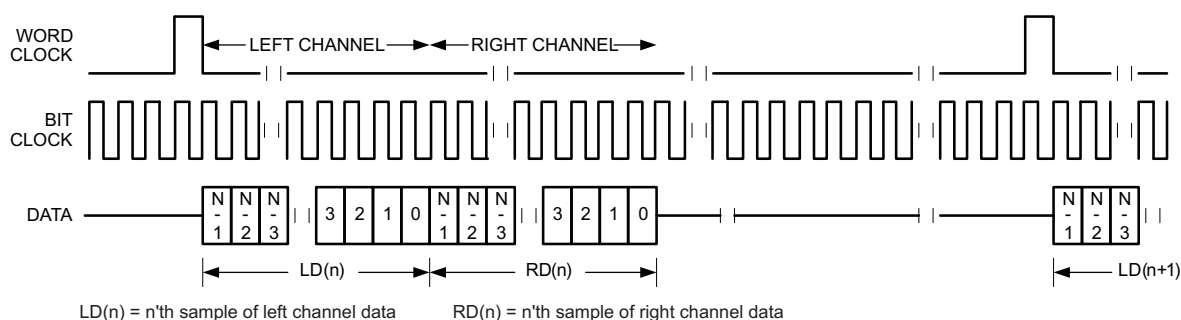 WORD
CLOCK
LEFT CHANNEL
RIGHT CHANNEL
BIT
CLOCK
DATA
N-1 N-2 N-3 3 2 1 0 N-1 N-2 N-3 3 2 1 0 N-1 N-2 N-3
LD(n) RD(n) LD(n+1)
LD(n) = n'th sample of left channel data RD(n) = n'th sample of right channel data